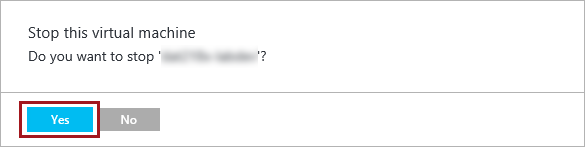 Stop this virtual machine
Do you want to stop ' '?
Yes
No